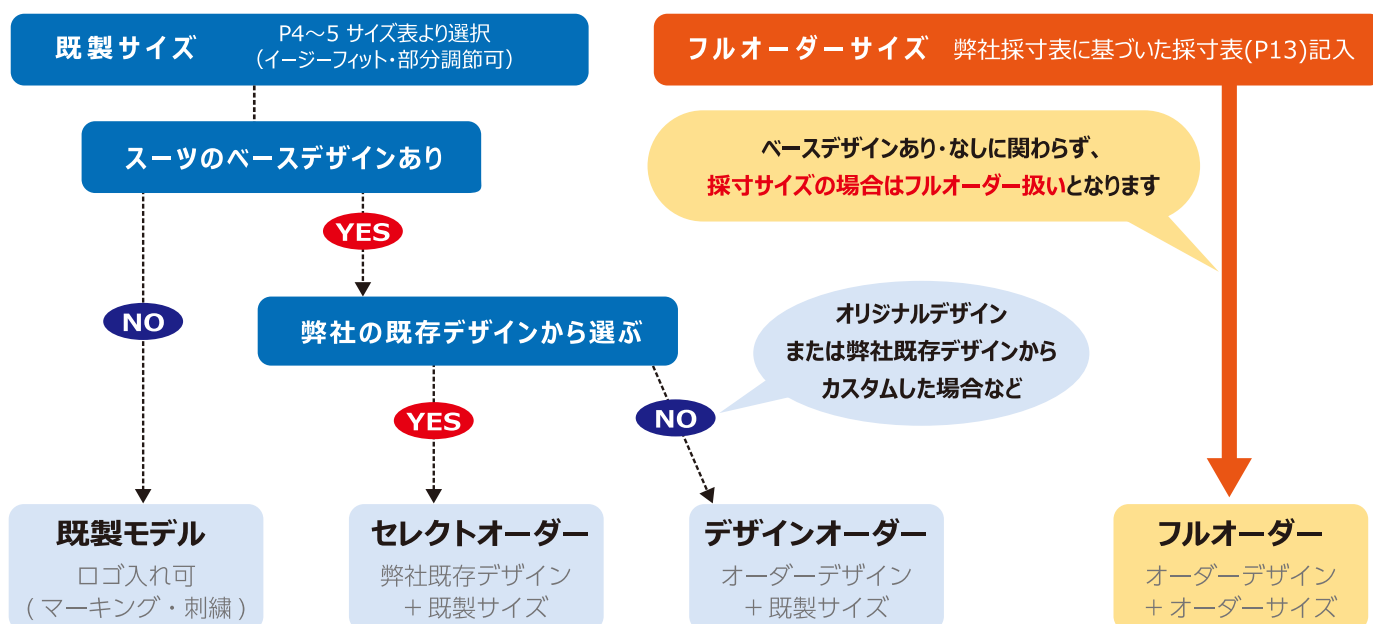 既製サイズ
P4～5 サイズ表より選択
（イージーフィット・部分調節可）
フルオーダーサイズ 弊社採寸表に基づいた採寸表(P13)記入
スーツのベースデザインあり
ベースデザインあり・なしに関わらず、
採寸サイズの場合はフルオーダー扱いとなります
YES
NO
弊社の既存デザインから選ぶ
オリジナルデザイン
または弊社既存デザインから
カスタムした場合など
YES
NO
既製モデル
ロゴ入れ可
( マーキング・刺繍 )
セレクトオーダー
弊社既存デザイン
+ 既製サイズ
デザインオーダー
オーダーデザイン
+ 既製サイズ
フルオーダー
オーダーデザイン
+ オーダーサイズ